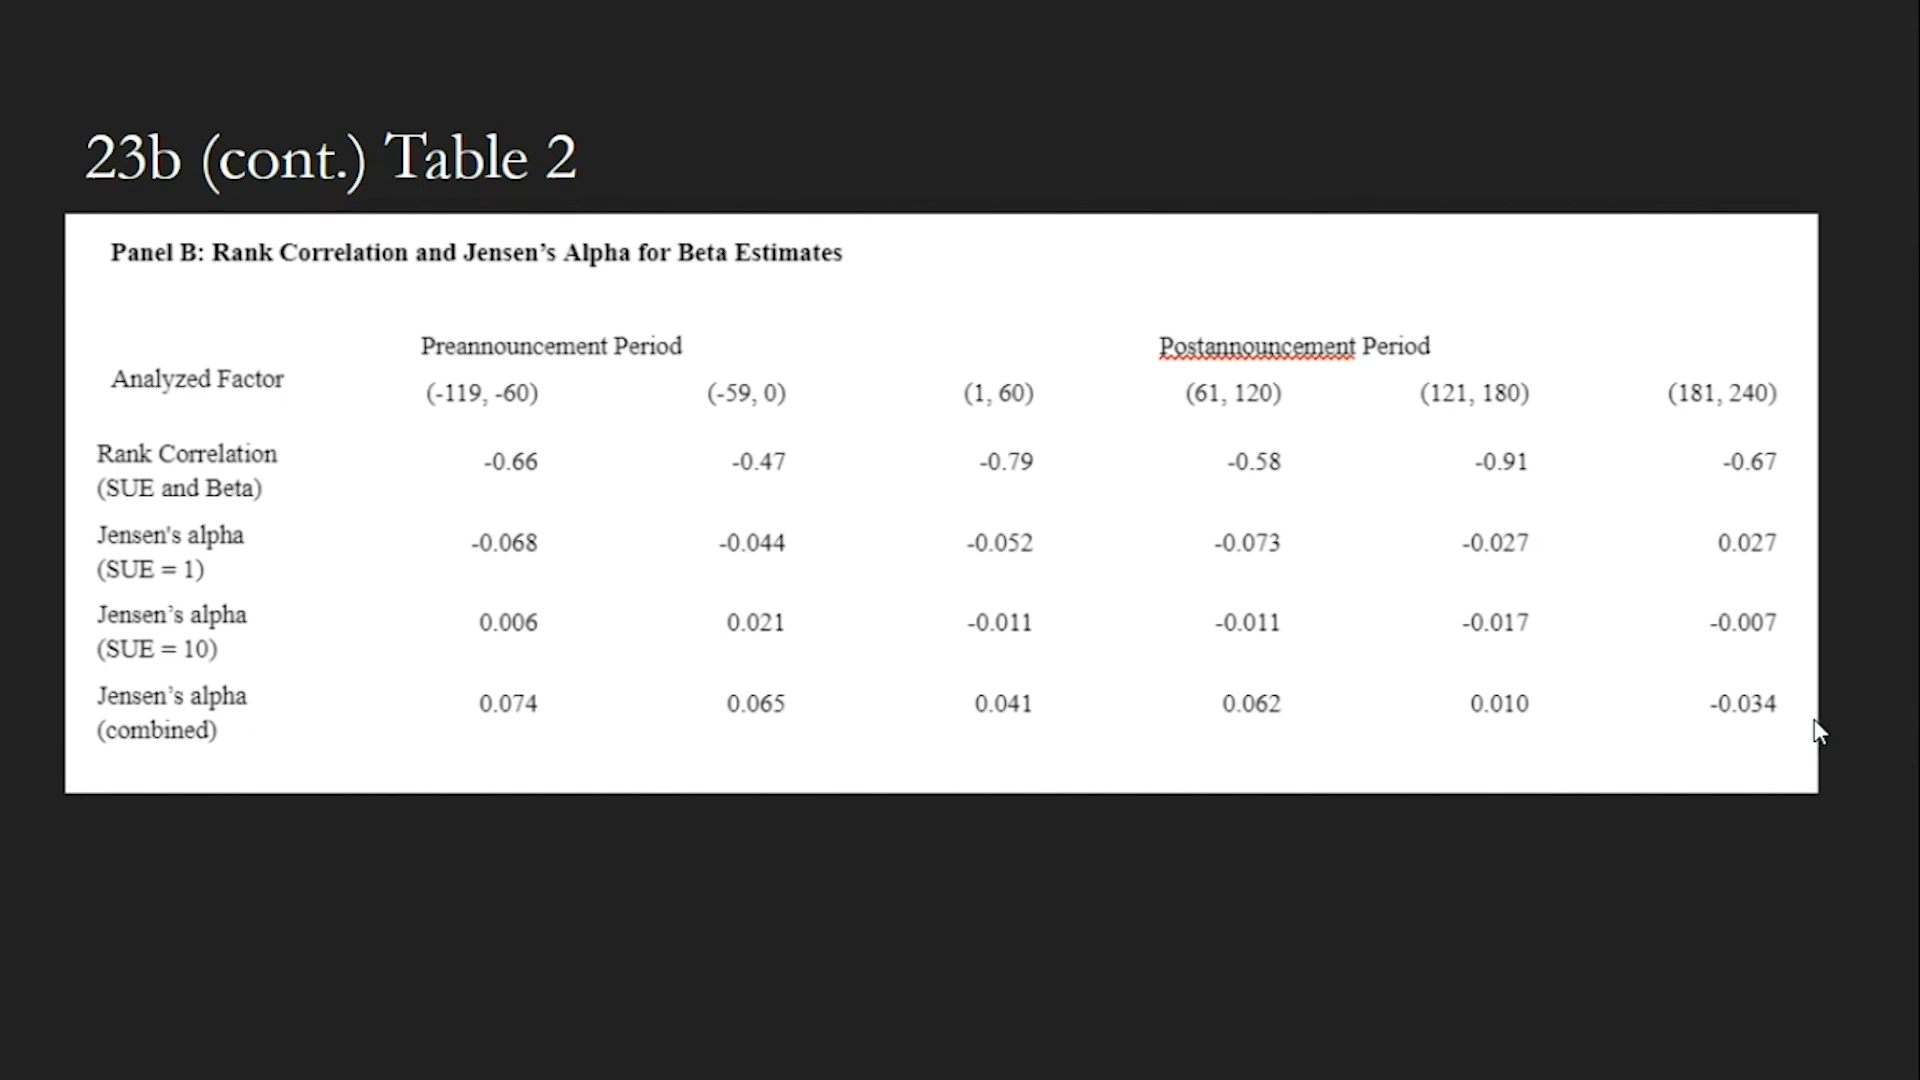 23b (cont.) Table 2
Panel B: Rank Correlation and Jensen’s Alpha for Beta Estimates
Preannouncement Period Postannouncement Period
Analyzed Factor
(-119, -60) (-59, 0) (1, 60) (61, 120) (121, 180) (181, 240)
Rank Correlation
(SUE and Beta)
-0.66 -0.47 -0.79 -0.58 -0.91 -0.67
Jensen's alpha
(SUE = 1)
-0.068 -0.044 -0.052 -0.073 -0.027 0.027
Jensen’s alpha
(SUE = 10)
0.006 0.021 -0.011 -0.011 -0.017 -0.007
Jensen’s alpha
(combined)
0.074 0.065 0.041 0.062 0.010 -0.034